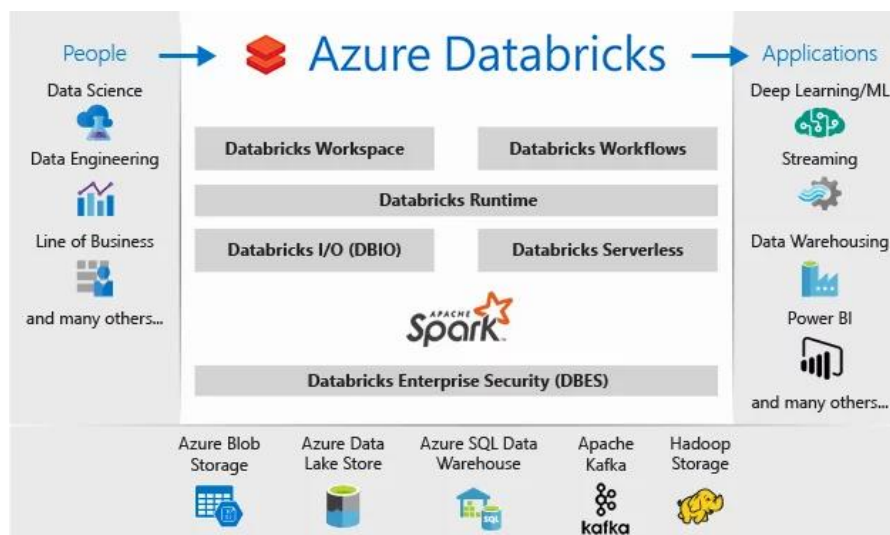 People
Azure Databricks
Applications
Data Science
Data Engineering
Line of Business
and many others...
Databricks Workspace
Databricks Workflows
Databricks Runtime
Databricks I/O (DBIO)
Databricks Serverless
APACHE
Spark
Databricks Enterprise Security (DBES)
Deep Learning/ML
Streaming
Data Warehousing
Power BI
and many others...
Azure Blob
Storage
Azure Data
Lake Store
Azure SQL Data
Warehouse
SQL
Apache
Kafka
kafka
Hadoop
Storage